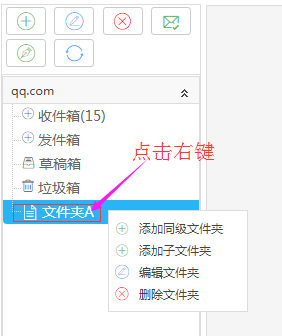 qq.com
收件箱(15)
发件箱
草稿箱
垃圾箱
文件夹A
点击右键
添加同级文件夹
添加子文件夹
编辑文件夹
删除文件夹